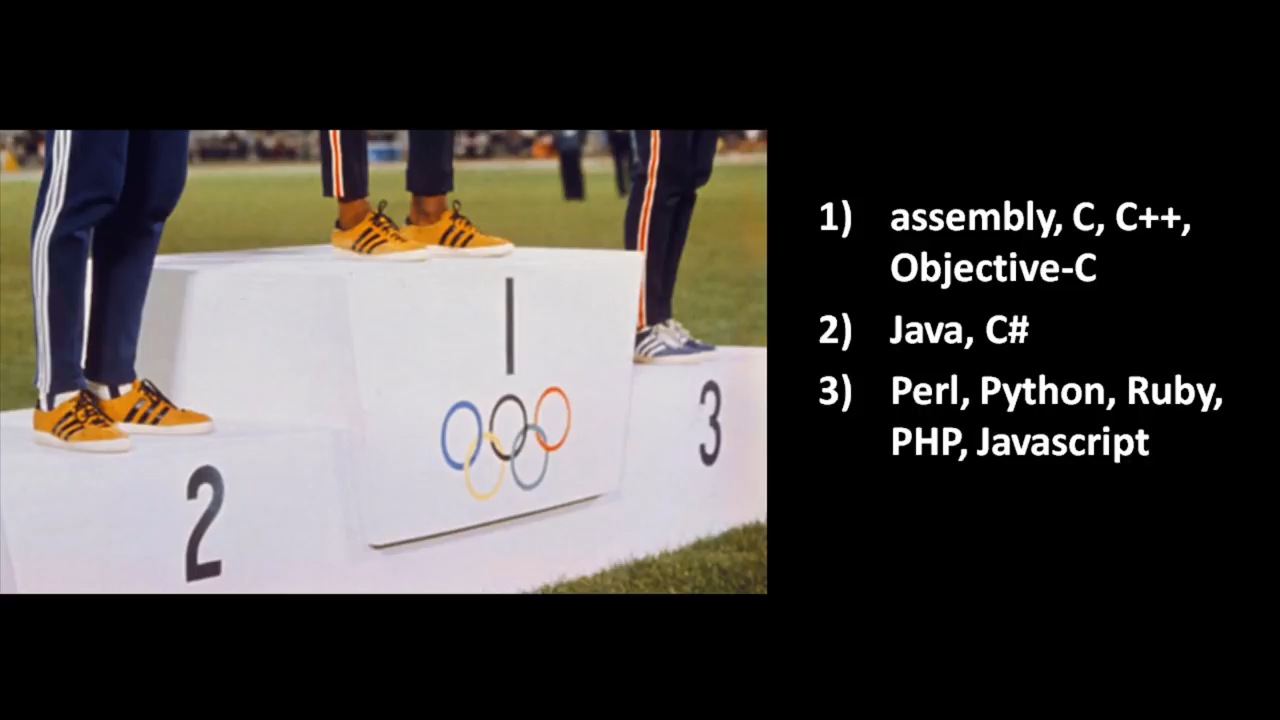 1
2
3
1) assembly, C, C++,
Objective-C
2) Java, C#
3) Perl, Python, Ruby,
PHP, Javascript